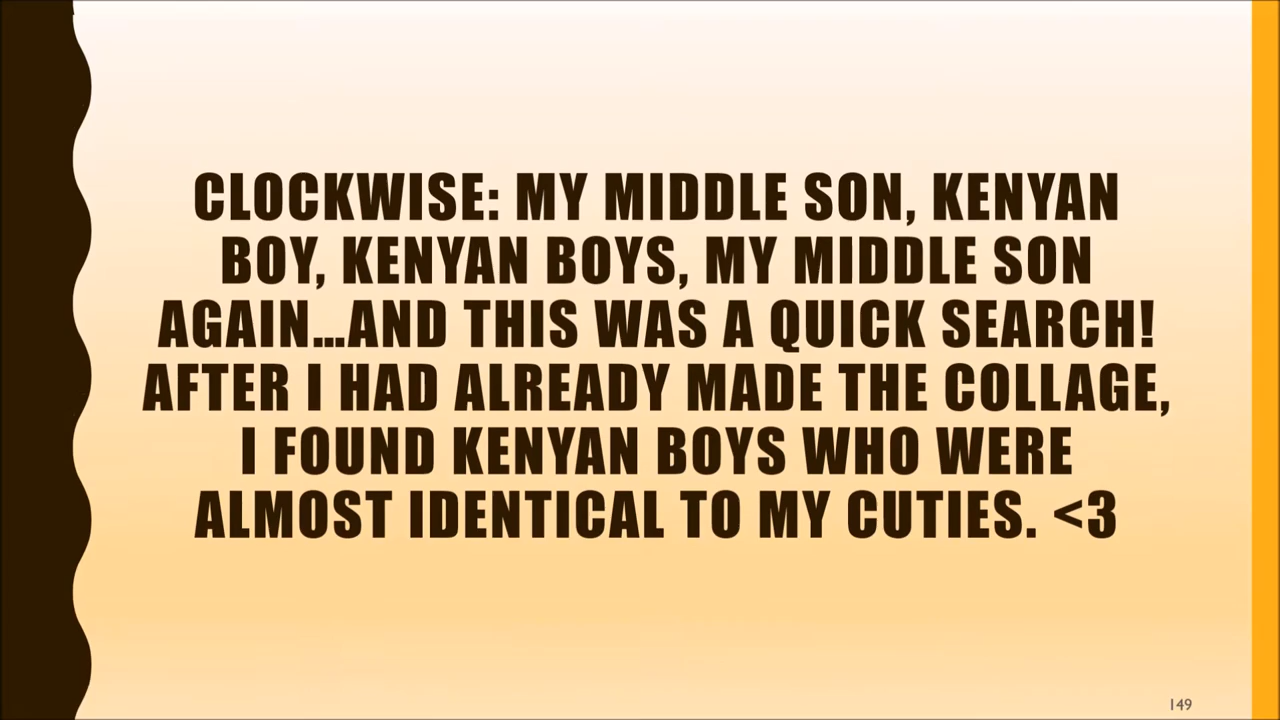 CLOCKWISE: MY MIDDLE SON, KENYAN
BOY, KENYAN BOYS, MY MIDDLE SON
AGAIN...AND THIS WAS A QUICK SEARCH!
AFTER I HAD ALREADY MADE THE COLLAGE,
I FOUND KENYAN BOYS WHO WERE
ALMOST IDENTICAL TO MY CUTIES. <3
149